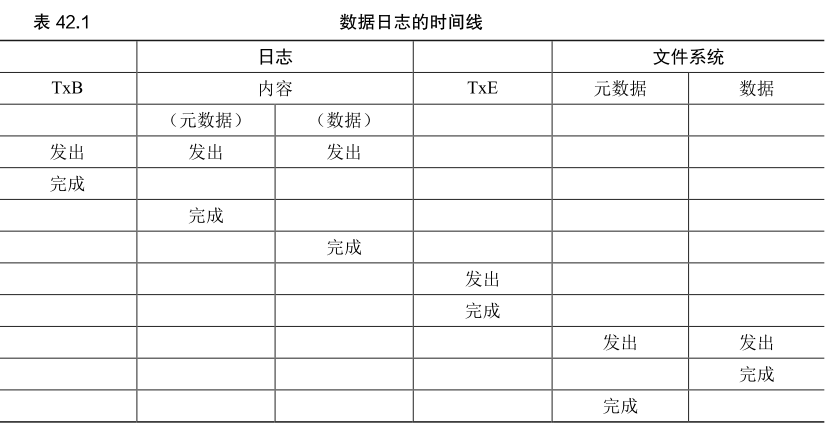 表 42.1 数据日志的时间线
日志 文件系统
TxB 内容 TxE 元数据 数据
（元数据） （数据）
发出 发出 发出
完成
完成
完成
发出
完成
发出 发出
完成
完成